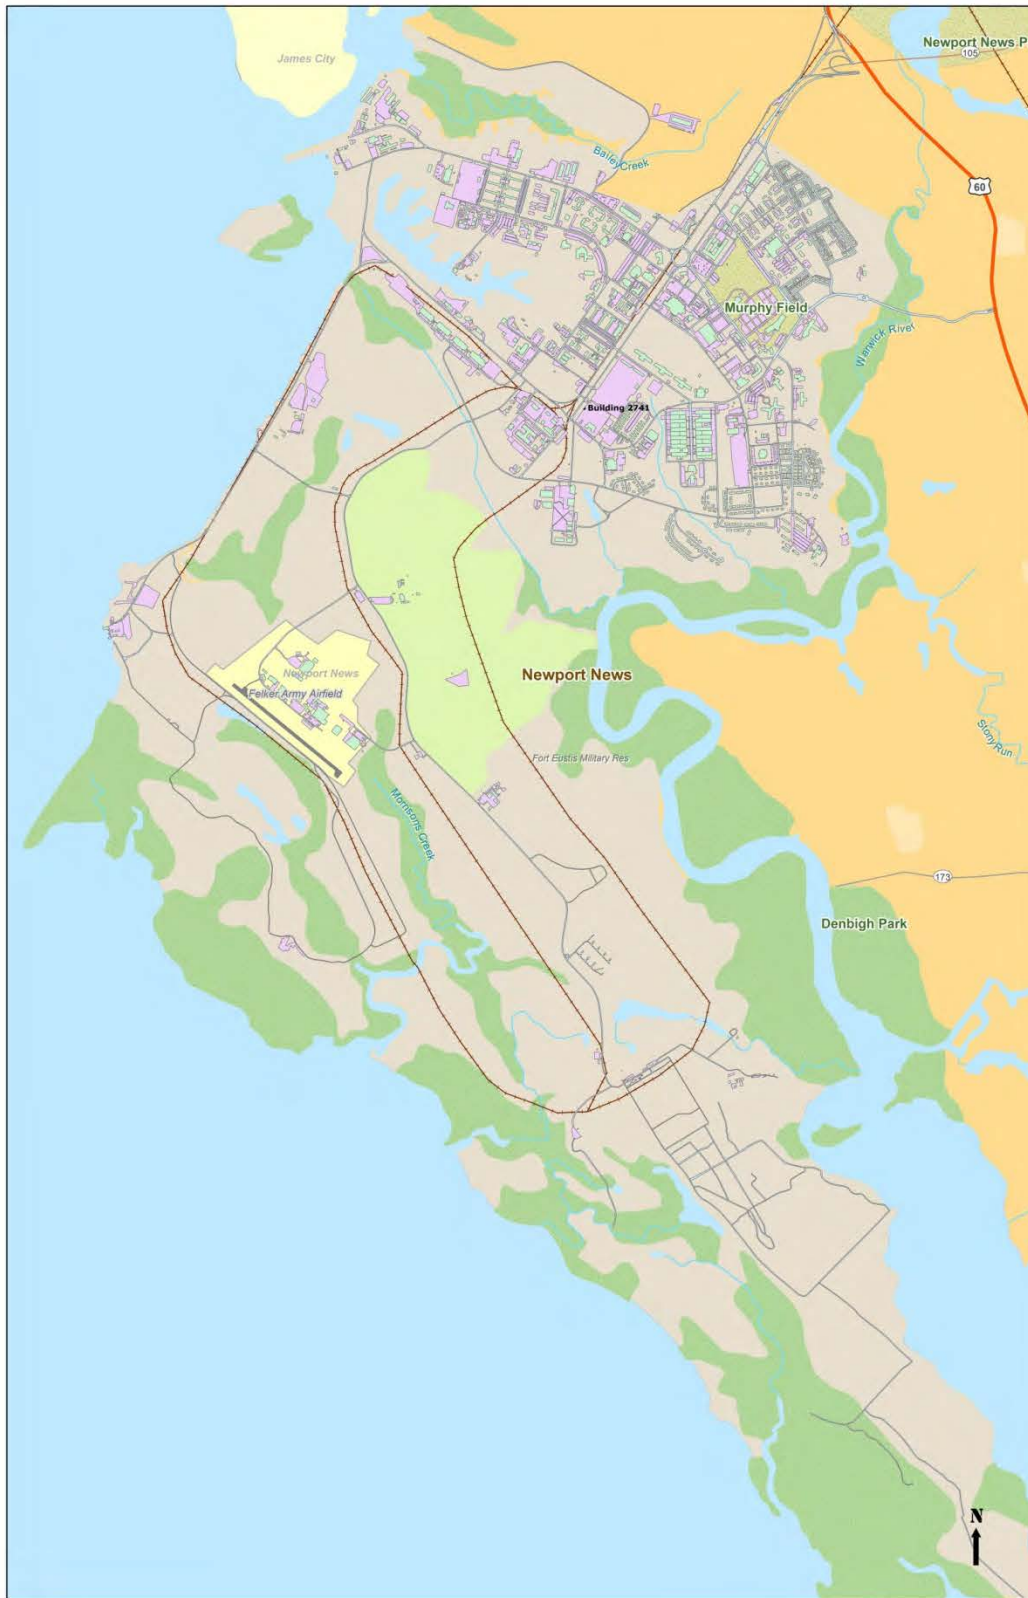 James City
Newport News P
105
Bailey Creek
60
Murphy Field
Warwick River
Building 2741
Newport News
Newport News
Felker Army Airfield
Stony Run
Fort Eustis Military Res
Morrisons Creek
173
Denbigh Park
N